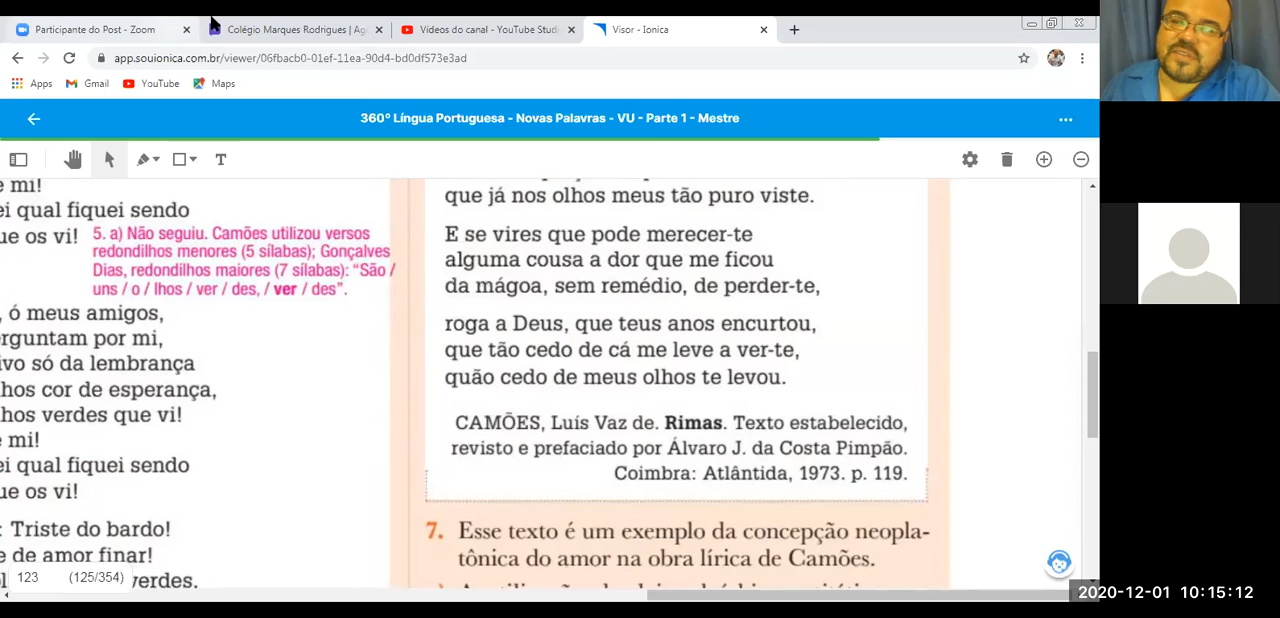 Participante do Post - Zoom
Colégio Marques Rodrigues | Ag
Vídeos do canal - YouTube Studi
Visor - Ionica
app.souionica.com.br/viewer/06fbacb0-01ef-11ea-90d4-bd0df573e3ad
Apps
Gmail
YouTube
Maps
360º Língua Portuguesa - Novas Palavras - VU - Parte 1 - Mestre
T
e mi!
ei qual fiquei sendo
ue os vi!
5. a) Não seguiu. Camões utilizou versos
redondilhos menores (5 sílabas); Gonçalves
Dias, redondilhos maiores (7 sílabas): “São /
uns / o / lhos / ver / des, / ver / des”.
, ó meus amigos,
erguntam por mi,
ivo só da lembrança
lhos cor de esperança,
lhos verdes que vi!
e mi!
ei qual fiquei sendo
ue os vi!
: Triste do bardo!
e de amor finar!
verdes.
123 (125/354)
que já nos olhos meus tão puro viste.
E se vires que pode merecer-te
alguma cousa a dor que me ficou
da mágoa, sem remédio, de perder-te,
roga a Deus, que teus anos encurtou,
que tão cedo de cá me leve a ver-te,
quão cedo de meus olhos te levou.
CAMÕES, Luís Vaz de. Rimas. Texto estabelecido,
revisto e prefaciado por Álvaro J. da Costa Pimpão.
Coimbra: Atlântida, 1973. p. 119.
7. Esse texto é um exemplo da concepção neopla-
tônica do amor na obra lírica de Camões.
2020-12-01 10:15:12